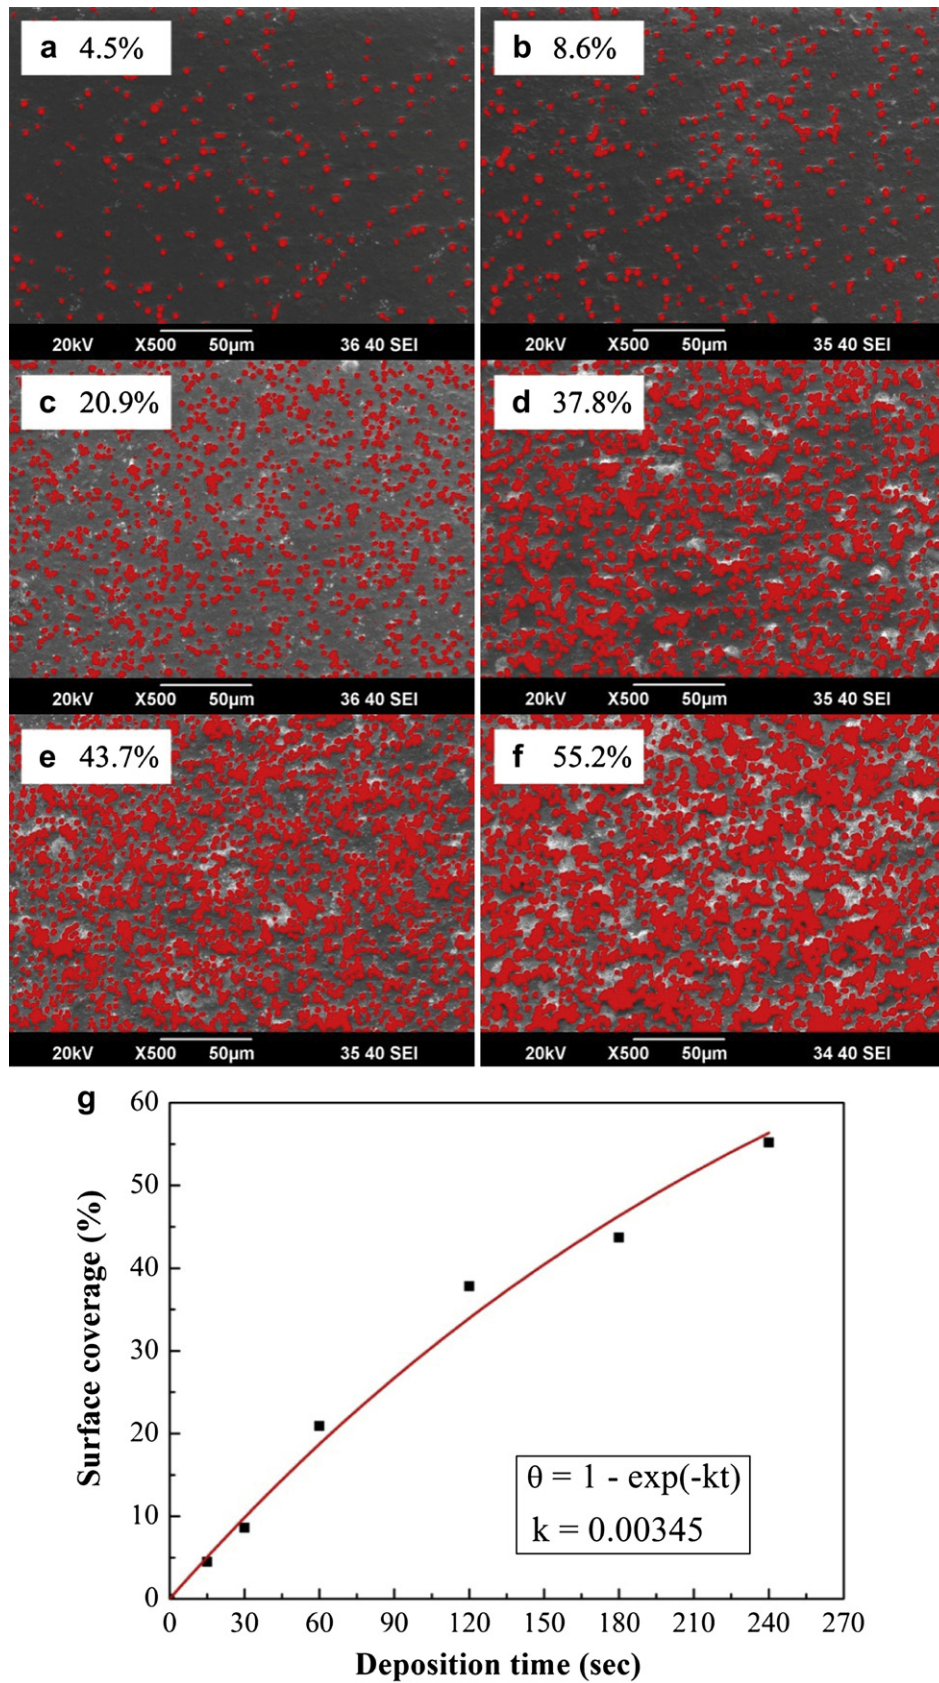 a 4.5%
b 8.6%
20kV X500 50µm 36 40 SEI
20kV X500 50µm 35 40 SEI
c 20.9%
d 37.8%
20kV X500 50µm 36 40 SEI
20kV X500 50µm 35 40 SEI
e 43.7%
f 55.2%
20kV X500 50µm 35 40 SEI
20kV X500 50µm 34 40 SEI
g
60
50
40
30
20
10
0
Surface coverage (%)
θ = 1 - exp(-kt)
k = 0.00345
0 30 60 90 120 150 180 210 240 270
Deposition time (sec)